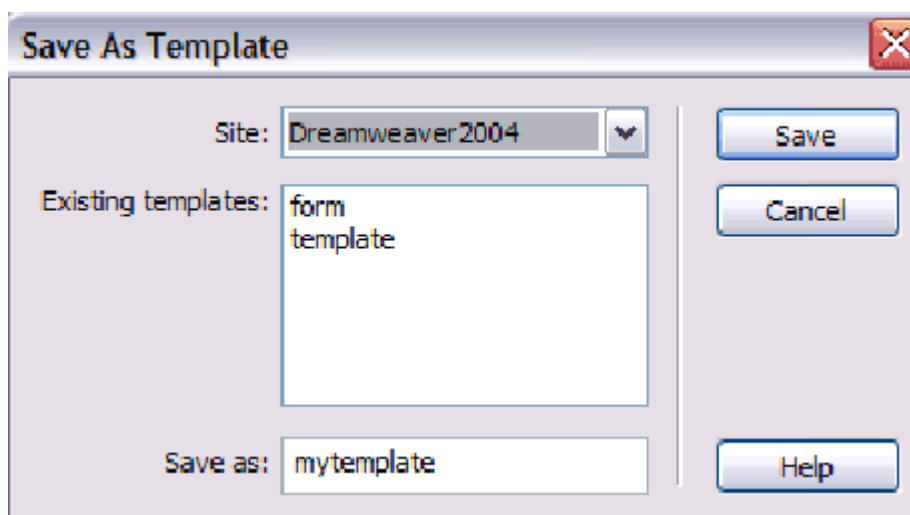 Save As Template
Site: Dreamweaver2004 Save
Existing templates: form Cancel
template
Save as: mytemplate Help